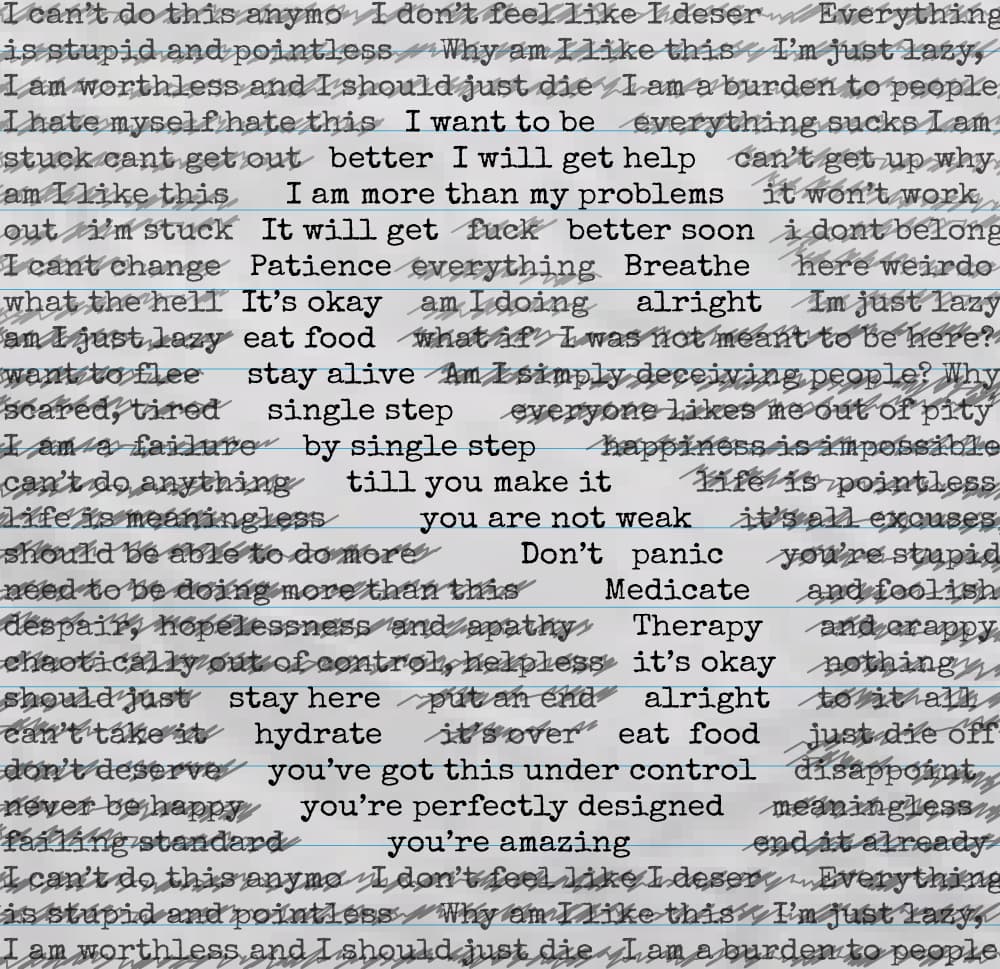 I can't do this anymo I don't feel like I deser Everything
is stupid and pointless Why am I like this I'm just lazy,
I am worthless and I should just die I am a burden to people
I hate myself hate this I want to be everything sucks I am
stuck cant get out better I will get help can't get up why
am I like this I am more than my problems it won't work
out i'm stuck It will get fuck better soon i dont belong
I cant change Patience everything Breathe here weirdo
what the hell It's okay am I doing alright Im just lazy
am I just lazy eat food what if I was not meant to be here?
want to flee stay alive Am I simply deceiving people? Why
scared, tired single step everyone likes me out of pity
I am a failure by single step happiness is impossible
can't do anything till you make it life is pointless
life is meaningless you are not weak it's all excuses
should be able to do more Don't panic you're stupid
need to be doing more than this Medicate and foolish
despair, hopelessness and apathy Therapy and crappy
chaotically out of control, helpless it's okay nothing
should just stay here put an end alright to it all
can't take it hydrate it's over eat food just die off
don't deserve you've got this under control disappoint
never be happy you're perfectly designed meaningless
failing standard you're amazing end it already
I can't do this anymo I don't feel like I deser Everything
is stupid and pointless Why am I like this I'm just lazy,
I am worthless and I should just die I am a burden to people